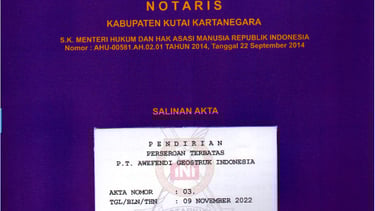 NOTARIS
KABUPATEN KUTAI KARTANEGARA
S.K. MENTERI HUKUM DAN HAK ASASI MANUSIA REPUBLIK INDONESIA
Nomor : AHU-00581.AH.02.01 TAHUN 2014, Tanggal 22 September 2014
SALINAN AKTA
PENDIRIAN
PERSEROAN TERBATAS
P.T. AWEFENDI GEOSTRUK INDONESIA
INI
AKTA NOMOR : 03.
TGL/BLN/THN : 09 NOVEMBER 2022